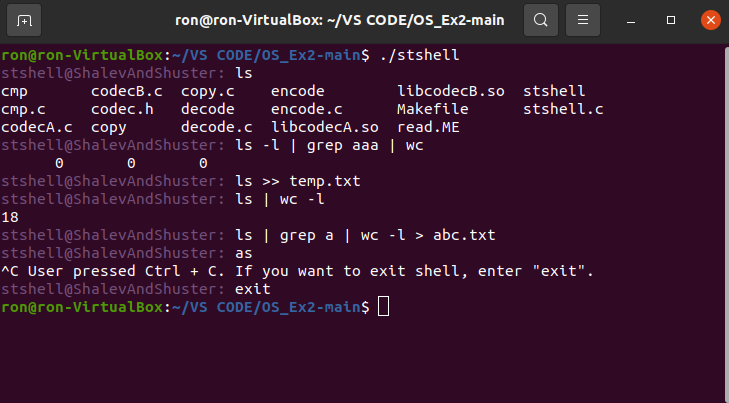 ron@ron-VirtualBox: ~/VS CODE/OS_Ex2-main
ron@ron-VirtualBox:~/VS CODE/OS_Ex2-main$ ./stshell
stshell@ShalevAndShuster: ls
cmp       codecB.c  copy.c    encode        libcodecB.so  stshell
cmp.c     codec.h   decode    encode.c      Makefile      stshell.c
codecA.c  copy      decode.c  libcodecA.so  read.ME
stshell@ShalevAndShuster: ls -l | grep aaa | wc
      0       0       0
stshell@ShalevAndShuster: ls >> temp.txt
stshell@ShalevAndShuster: ls | wc -l
18
stshell@ShalevAndShuster: ls | grep a | wc -l > abc.txt
stshell@ShalevAndShuster: as
^C User pressed Ctrl + C. If you want to exit shell, enter "exit".
stshell@ShalevAndShuster: exit
ron@ron-VirtualBox:~/VS CODE/OS_Ex2-main$